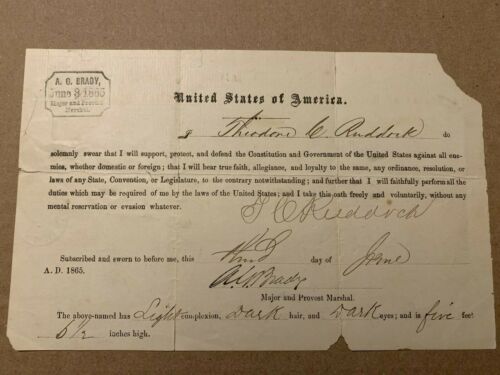 A. G. BRADY,
June 3 1865
Major and Provost
Marshal.
United States of America.
I Theodore C Ruddock do
solemnly swear that I will support, protect, and defend the Constitution and Government of the United States against all ene-
mies, whether domestic or foreign; that I will bear true faith, allegiance, and loyalty to the same, any ordinance, resolution, or
laws of any State, Convention, or Legislature, to the contrary notwithstanding; and further that I will faithfully perform all the
duties which may be required of me by the laws of the United States; and I take this oath freely and voluntarily, without any
mental reservation or evasion whatever.
T C Ruddock
Subscribed and sworn to before me, this third day of June
A. D. 1865.
A G Brady
Major and Provost Marshal.
The above-named has Light complexion, dark hair, and Dark eyes; and is five feet
5 1/2 inches high.